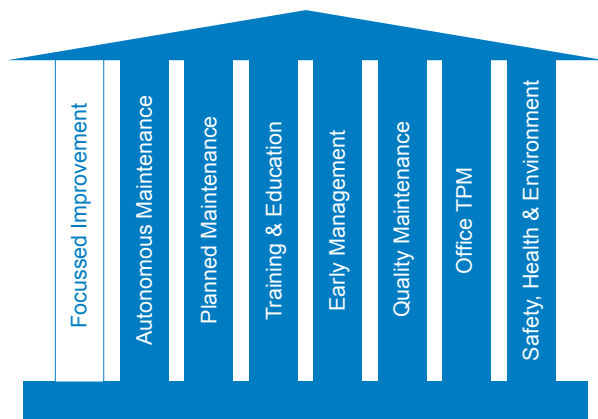 Focussed Improvement
Autonomous Maintenance
Planned Maintenance
Training & Education
Early Management
Quality Maintenance
Office TPM
Safety, Health & Environment